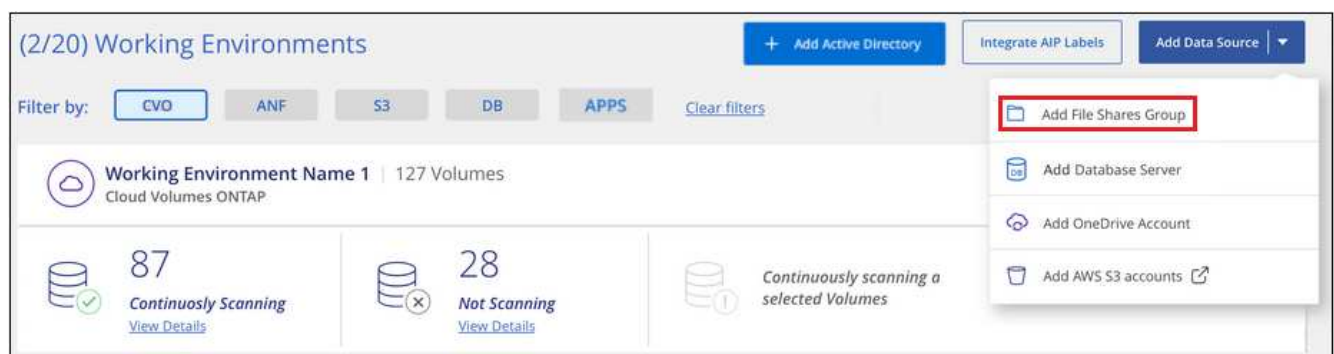 (2/20) Working Environments
+ Add Active Directory
Integrate AIP Labels
Add Data Source
Filter by:
CVO
ANF
S3
DB
APPS
Clear filters
Add File Shares Group
DB
Add Database Server
Add OneDrive Account
Add AWS S3 accounts
Working Environment Name 1 | 127 Volumes
Cloud Volumes ONTAP
87
Continuosly Scanning
View Details
28
Not Scanning
View Details
Continuously scanning a
selected Volumes